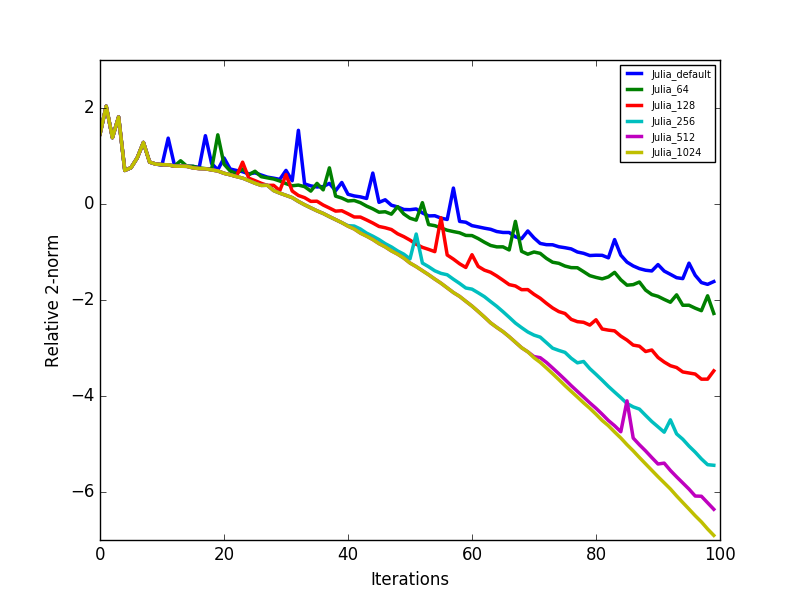 Julia_default
Julia_64
Julia_128
Julia_256
Julia_512
Julia_1024
2
0
−2
−4
−6
Relative 2-norm
0 20 40 60 80 100
Iterations